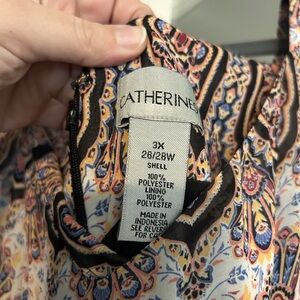 CATHERINES
3X
26/28W
SHELL
100%
POLYESTER
LINING
100%
POLYESTER
MADE IN
INDONESIA
SEE REVERSE
FOR CARE